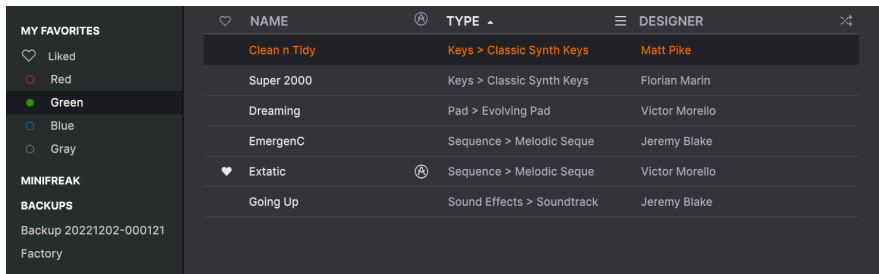 MY FAVORITES
Liked
Red
Green
Blue
Gray
MINIFREAK
BACKUPS
Backup 20221202-000121
Factory
NAME TYPE DESIGNER
Clean n Tidy Keys > Classic Synth Keys Matt Pike
Super 2000 Keys > Classic Synth Keys Florian Marin
Dreaming Pad > Evolving Pad Victor Morello
EmergenC Sequence > Melodic Seque Jeremy Blake
Extatic Sequence > Melodic Seque Victor Morello
Going Up Sound Effects > Soundtrack Jeremy Blake